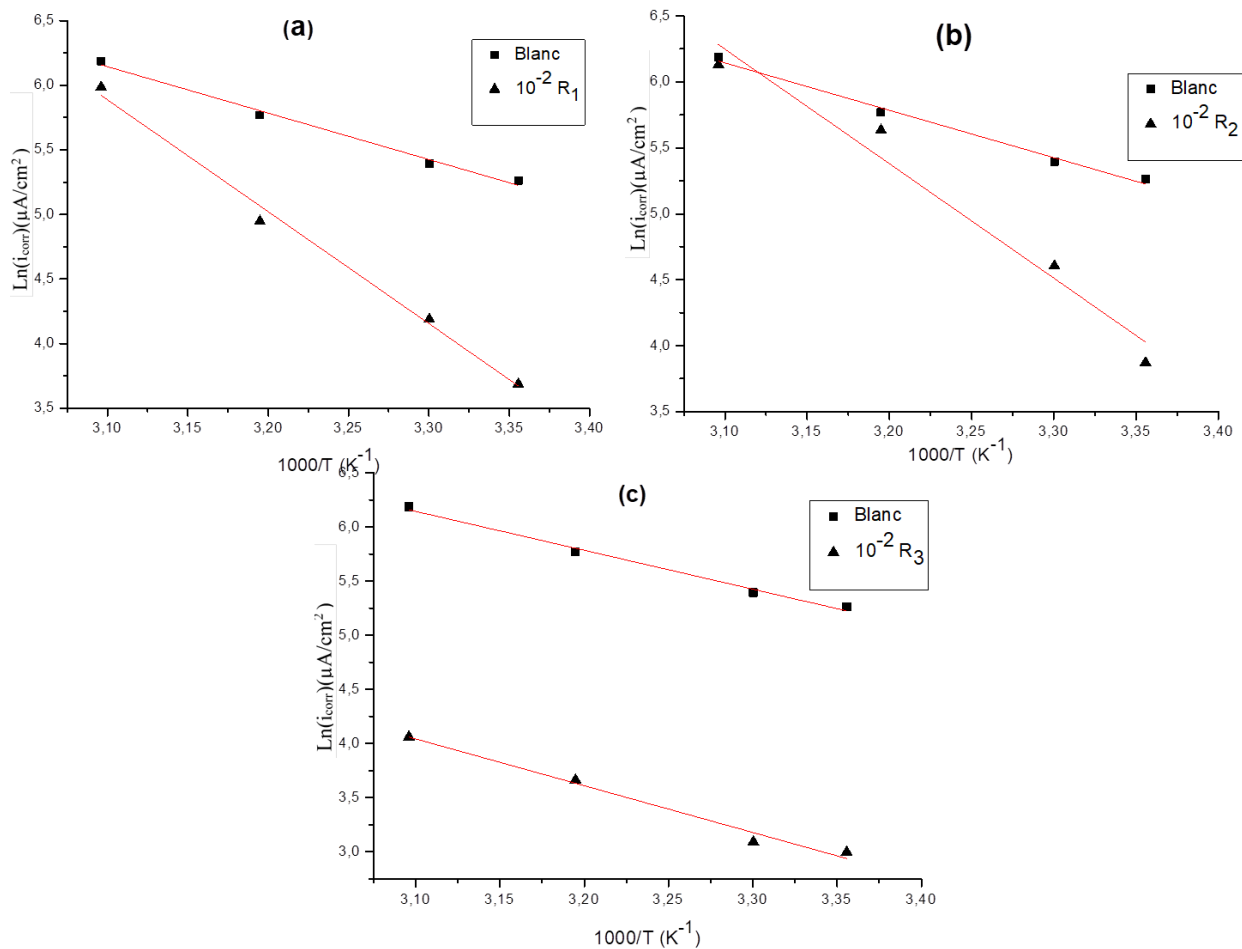 (a)
Blanc
10⁻² R₁
Ln(i_corr)(µA/cm²)
6,5
6,0
5,5
5,0
4,5
4,0
3,5
3,10 3,15 3,20 3,25 3,30 3,35 3,40
1000/T (K⁻¹)
(b)
Blanc
10⁻² R₂
Ln(i_corr)(µA/cm²)
6,5
6,0
5,5
5,0
4,5
4,0
3,5
3,10 3,15 3,20 3,25 3,30 3,35 3,40
1000/T (K⁻¹)
(c)
Blanc
10⁻² R₃
Ln(i_corr)(µA/cm²)
6,5
6,0
5,5
5,0
4,5
4,0
3,5
3,0
3,10 3,15 3,20 3,25 3,30 3,35 3,40
1000/T (K⁻¹)